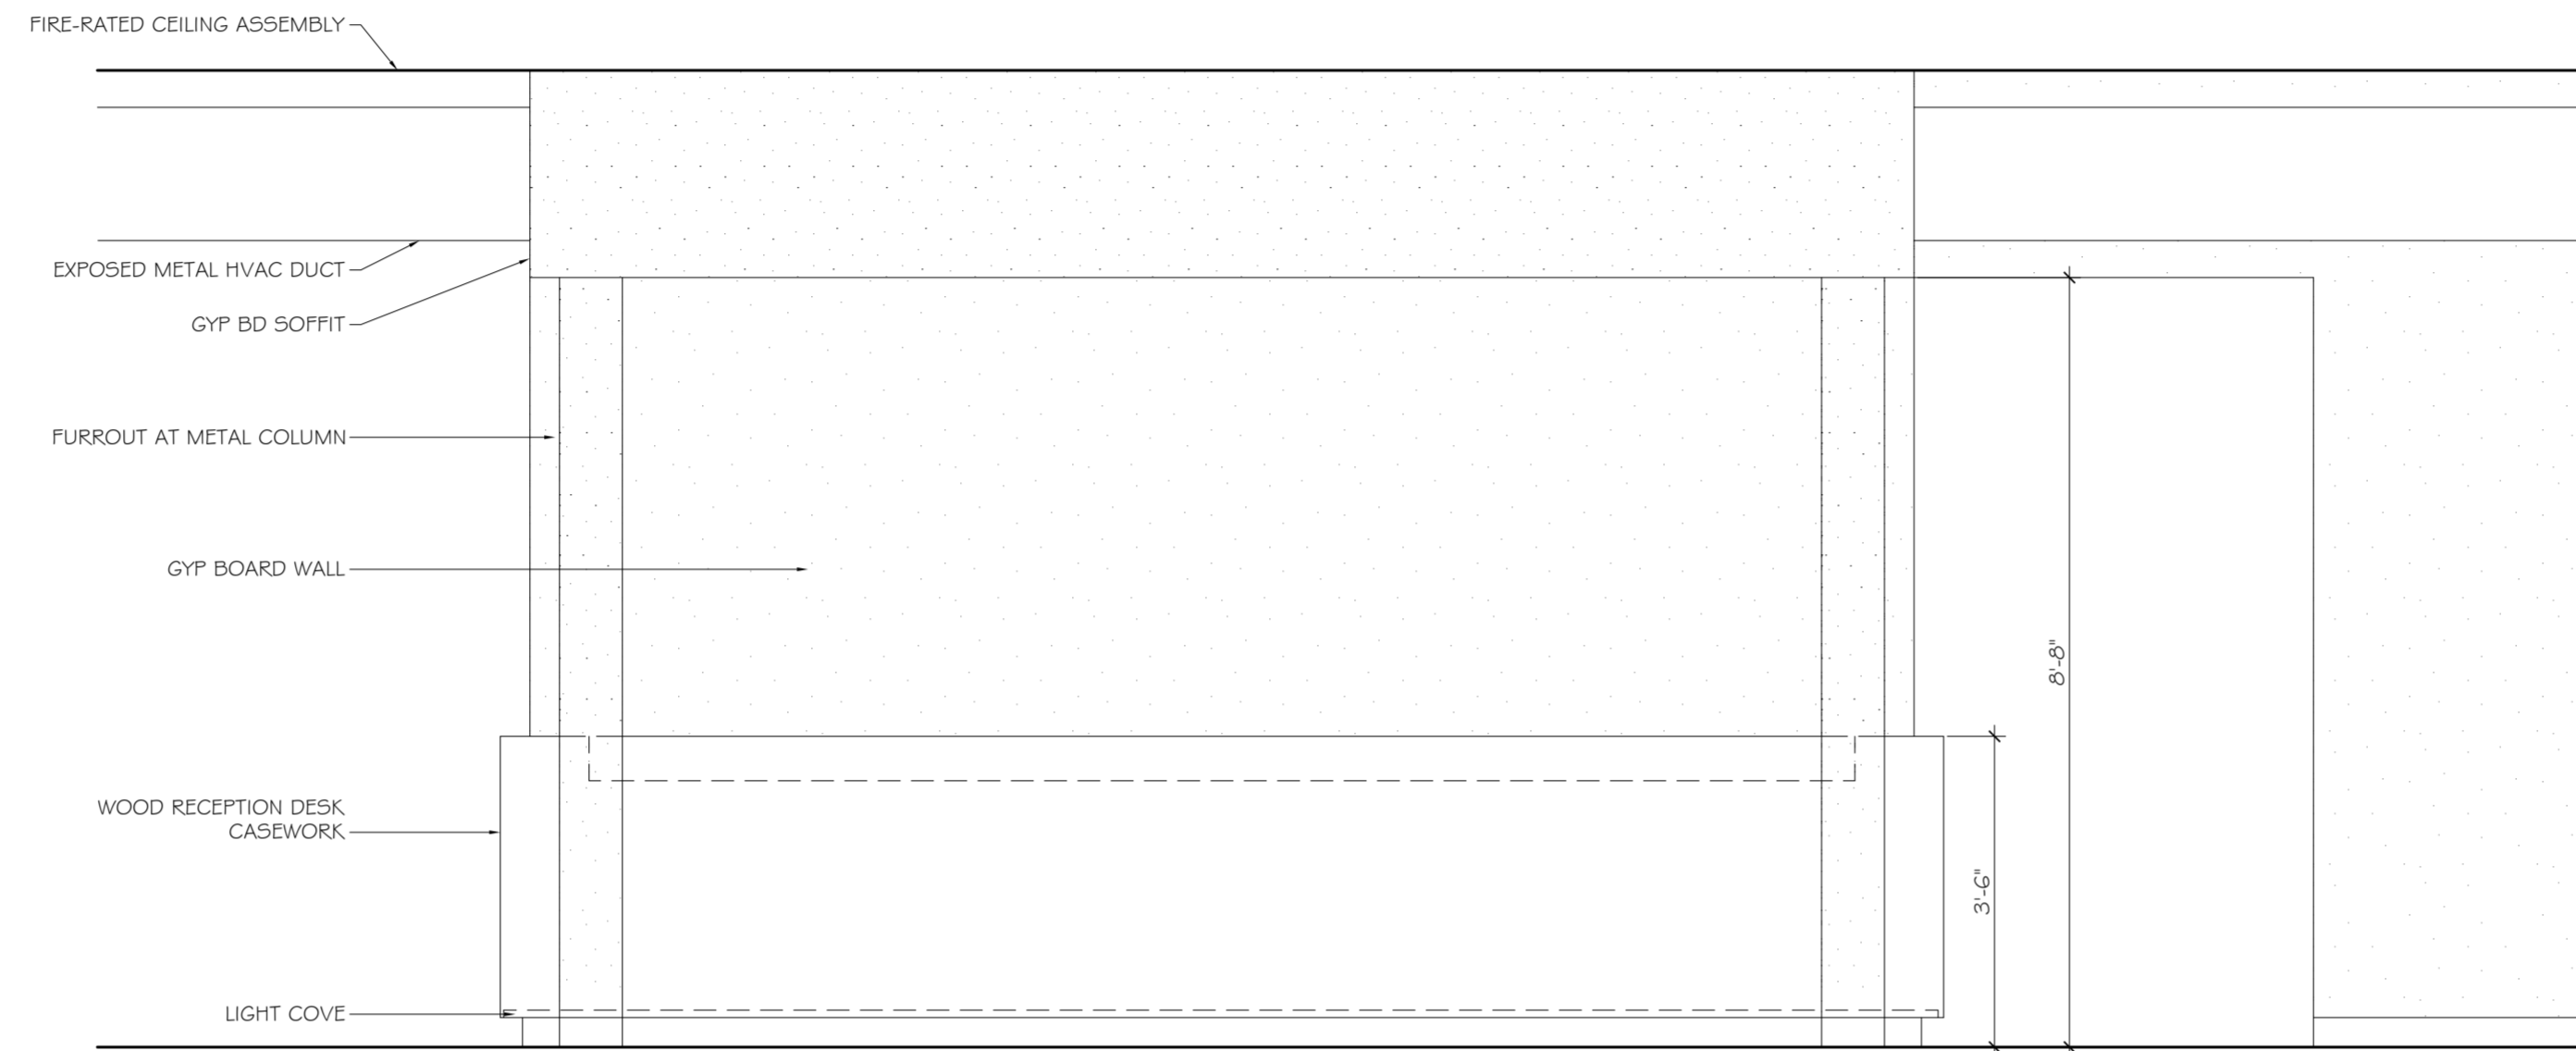 FIRE-RATED CEILING ASSEMBLY
EXPOSED METAL HVAC DUCT
GYP BD SOFFIT
FURROUT AT METAL COLUMN
GYP BOARD WALL
8'-8"
WOOD RECEPTION DESK
CASEWORK
3'-6"
LIGHT COVE